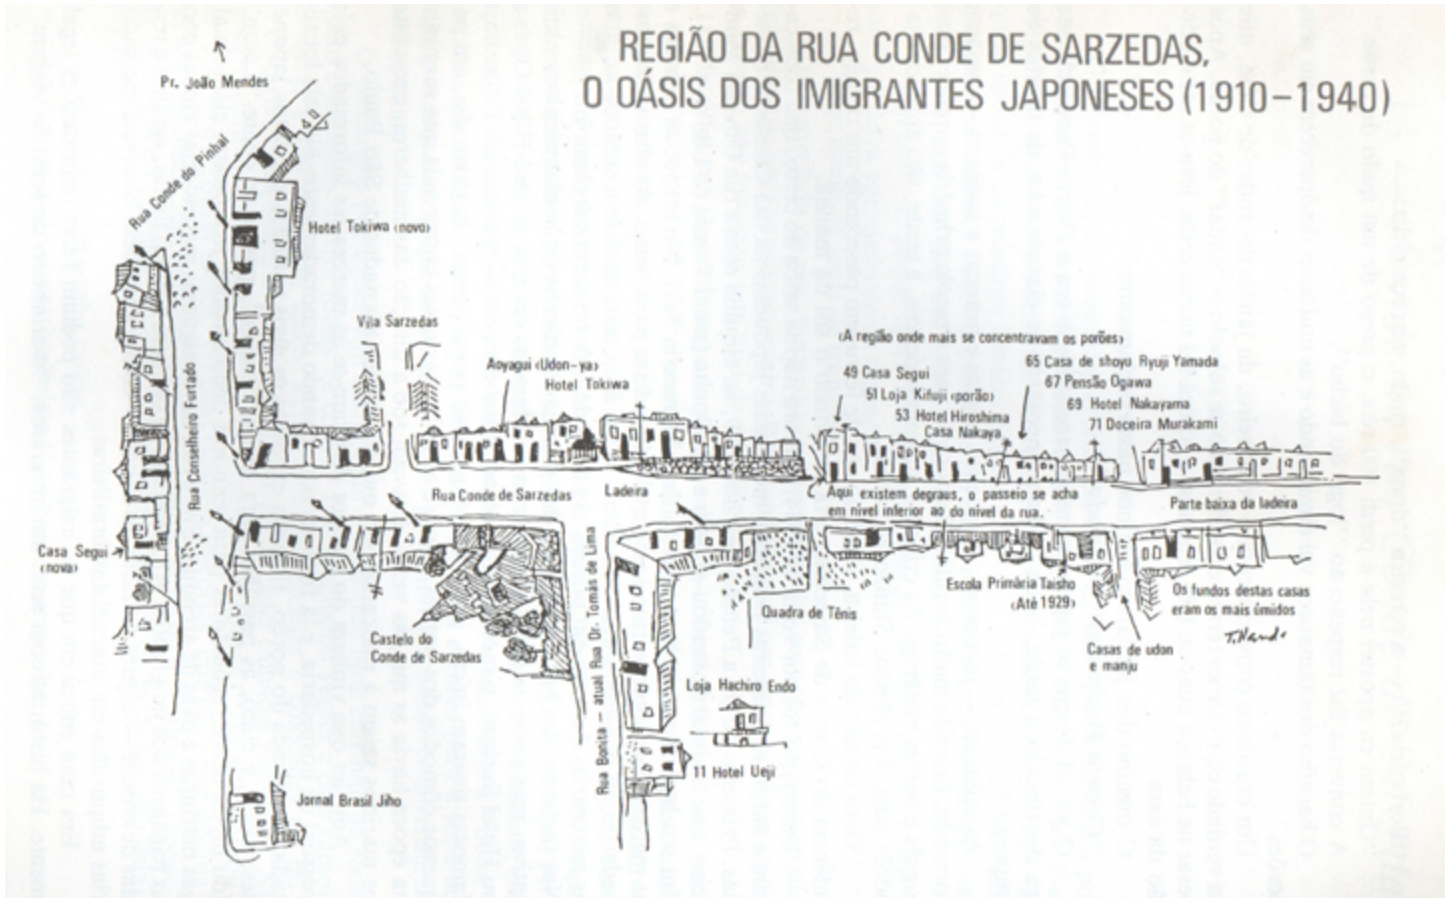 REGIÃO DA RUA CONDE DE SARZEDAS,
O OÁSIS DOS IMIGRANTES JAPONESES (1910–1940)
Pr. João Mendes
Rua Conde do Pinhal
Hotel Tokiwa (novo)
Rua Conselheiro Furtado
Vila Sarzedas
Aoyagui (Udon-ya)
Hotel Tokiwa
(A região onde mais se concentravam os porões)
49 Casa Segui
51 Loja Kifuji (porão)
53 Hotel Hiroshima
Casa Nakaya
65 Casa de shoyu Ryuji Yamada
67 Pensão Ogawa
69 Hotel Nakayama
71 Doceira Murakami
Rua Conde de Sarzedas
Ladeira
Aqui existem degraus, o passeio se acha
em nível inferior ao do nível da rua.
Parte baixa da ladeira
Casa Segui
(nova)
Castelo do
Conde de Sarzedas
Rua Bonita – atual Rua Dr. Tomás de Lima
Quadra de Tênis
Escola Primária Taisho
(Até 1929)
Os fundos destas casas
eram os mais úmidos
Casas de udon
e manju
Loja Hachiro Endo
11 Hotel Ueji
Jornal Brasil Jiho